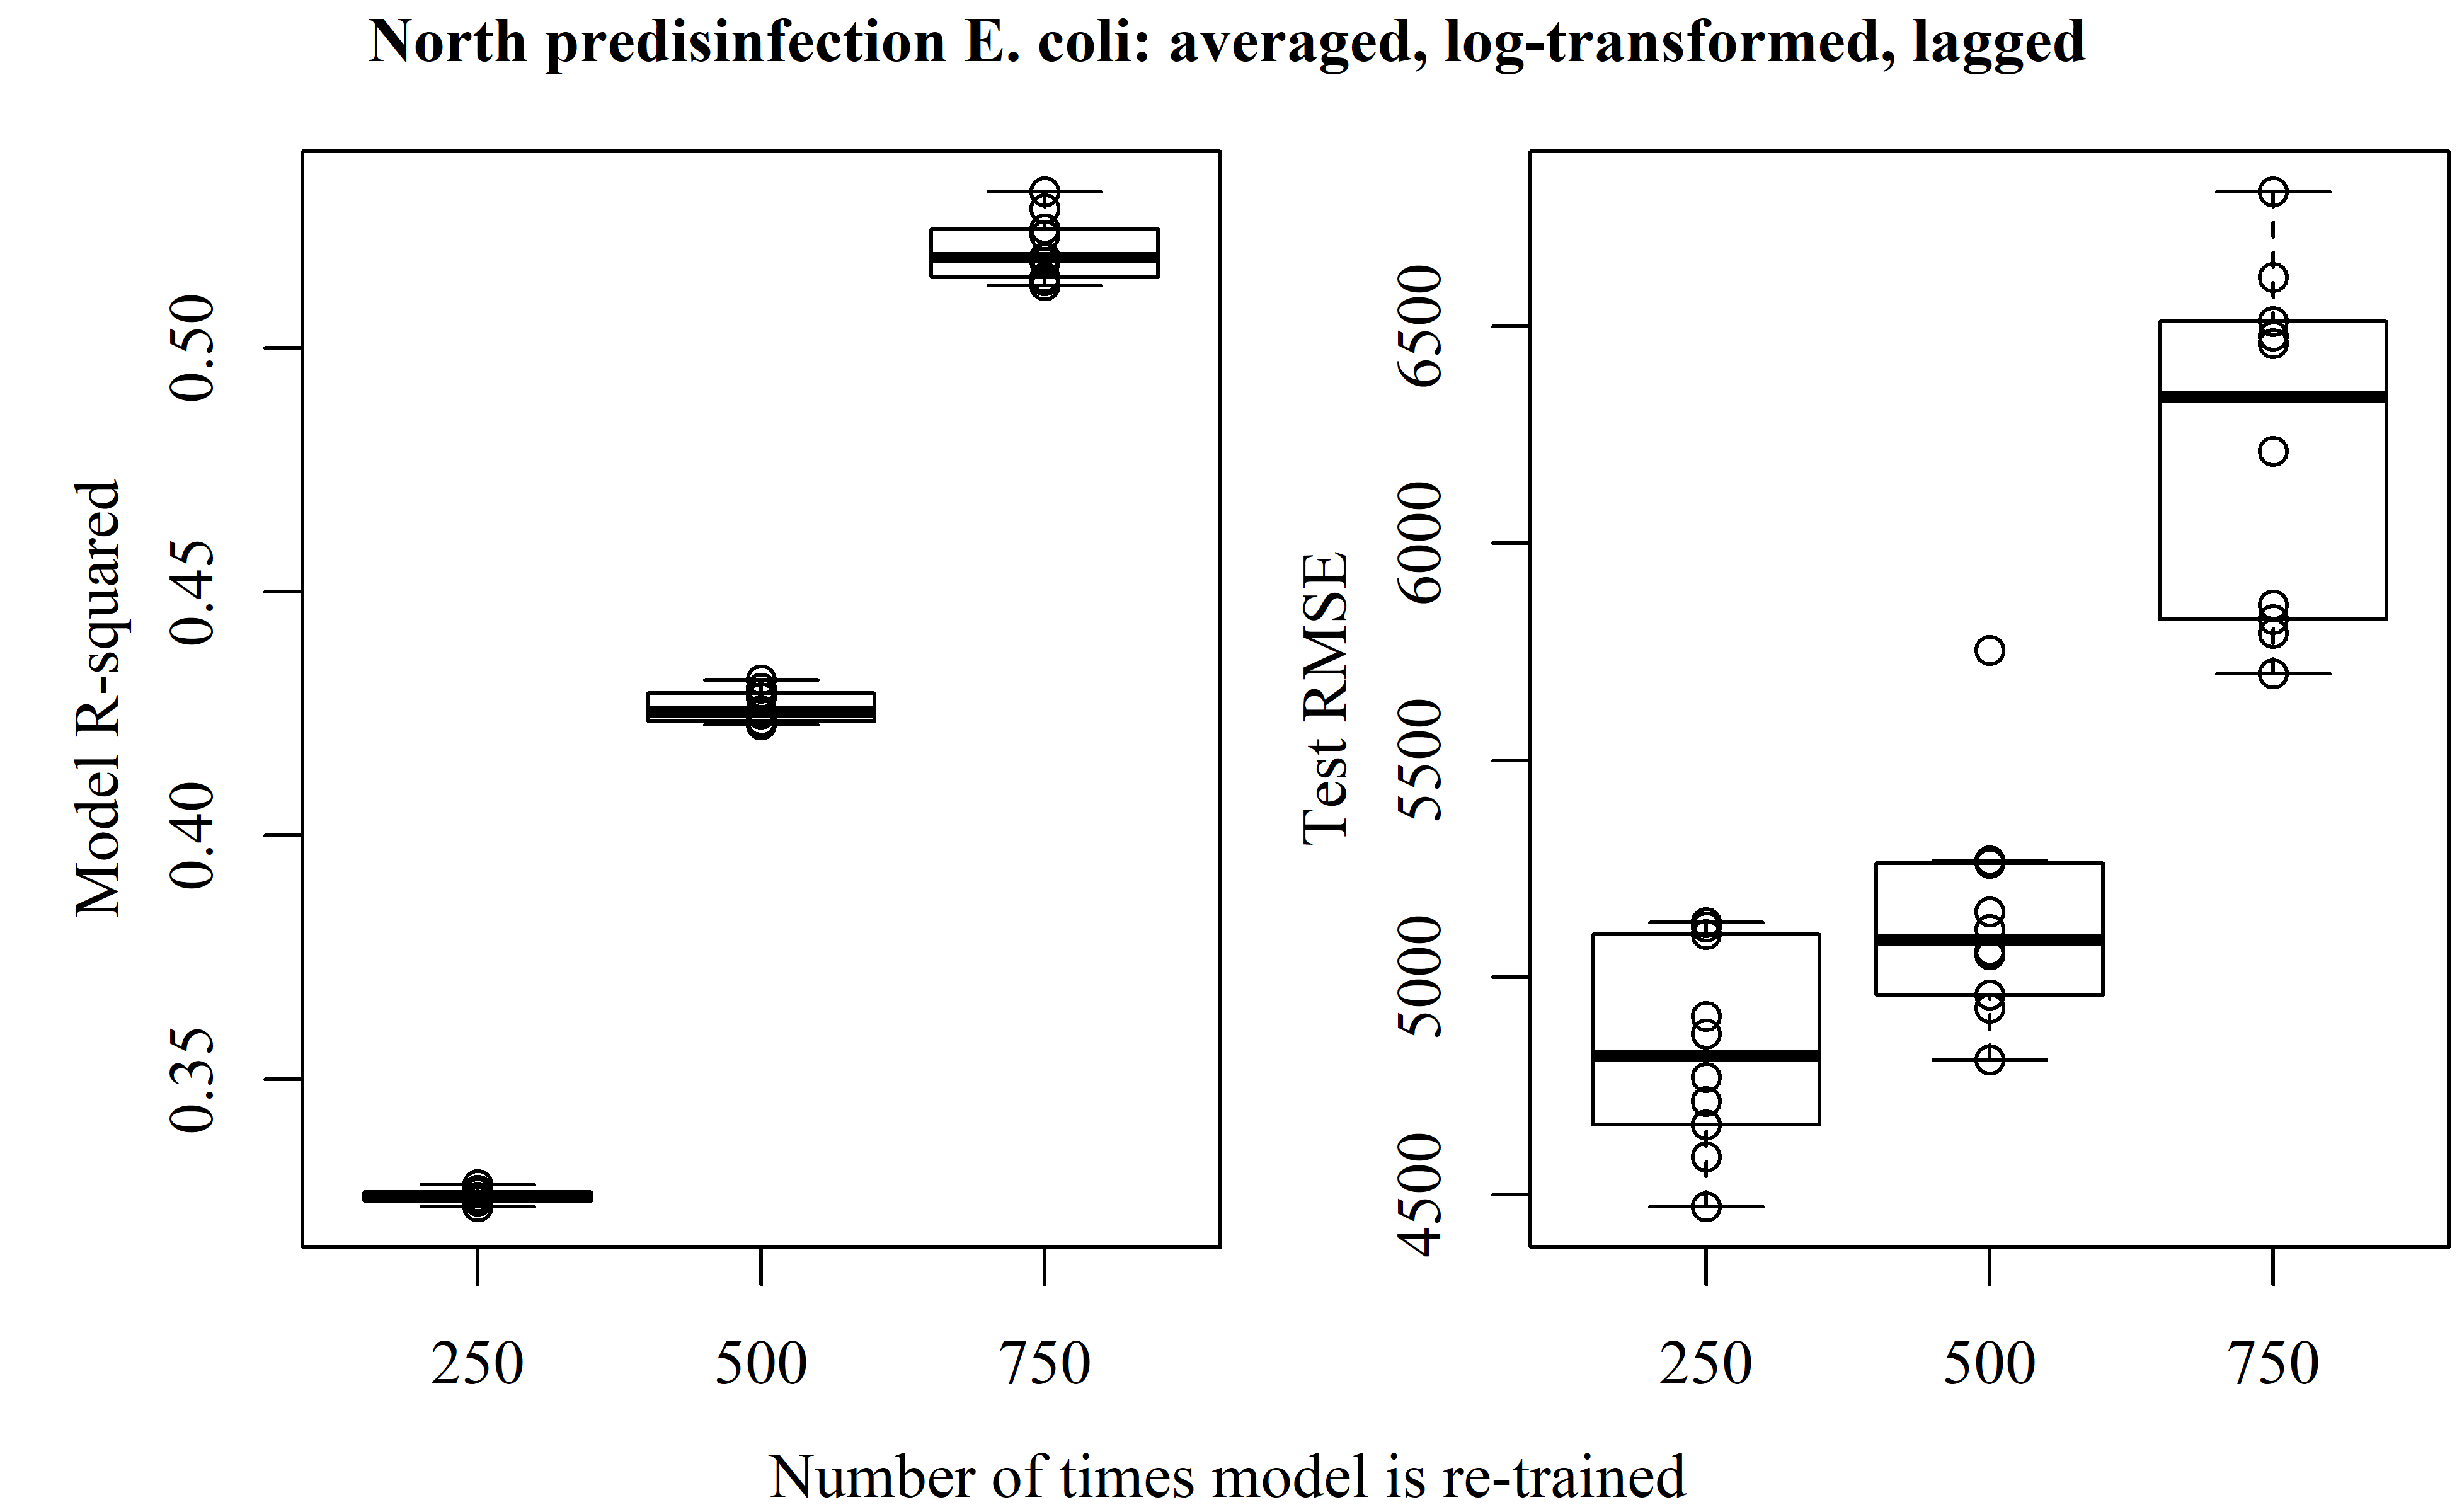 North predisinfection E. coli: averaged, log-transformed, lagged
Model R-squared
0.50
0.45
0.40
0.35
250 500 750
Test RMSE
6500
6000
5500
5000
4500
250 500 750
Number of times model is re-trained